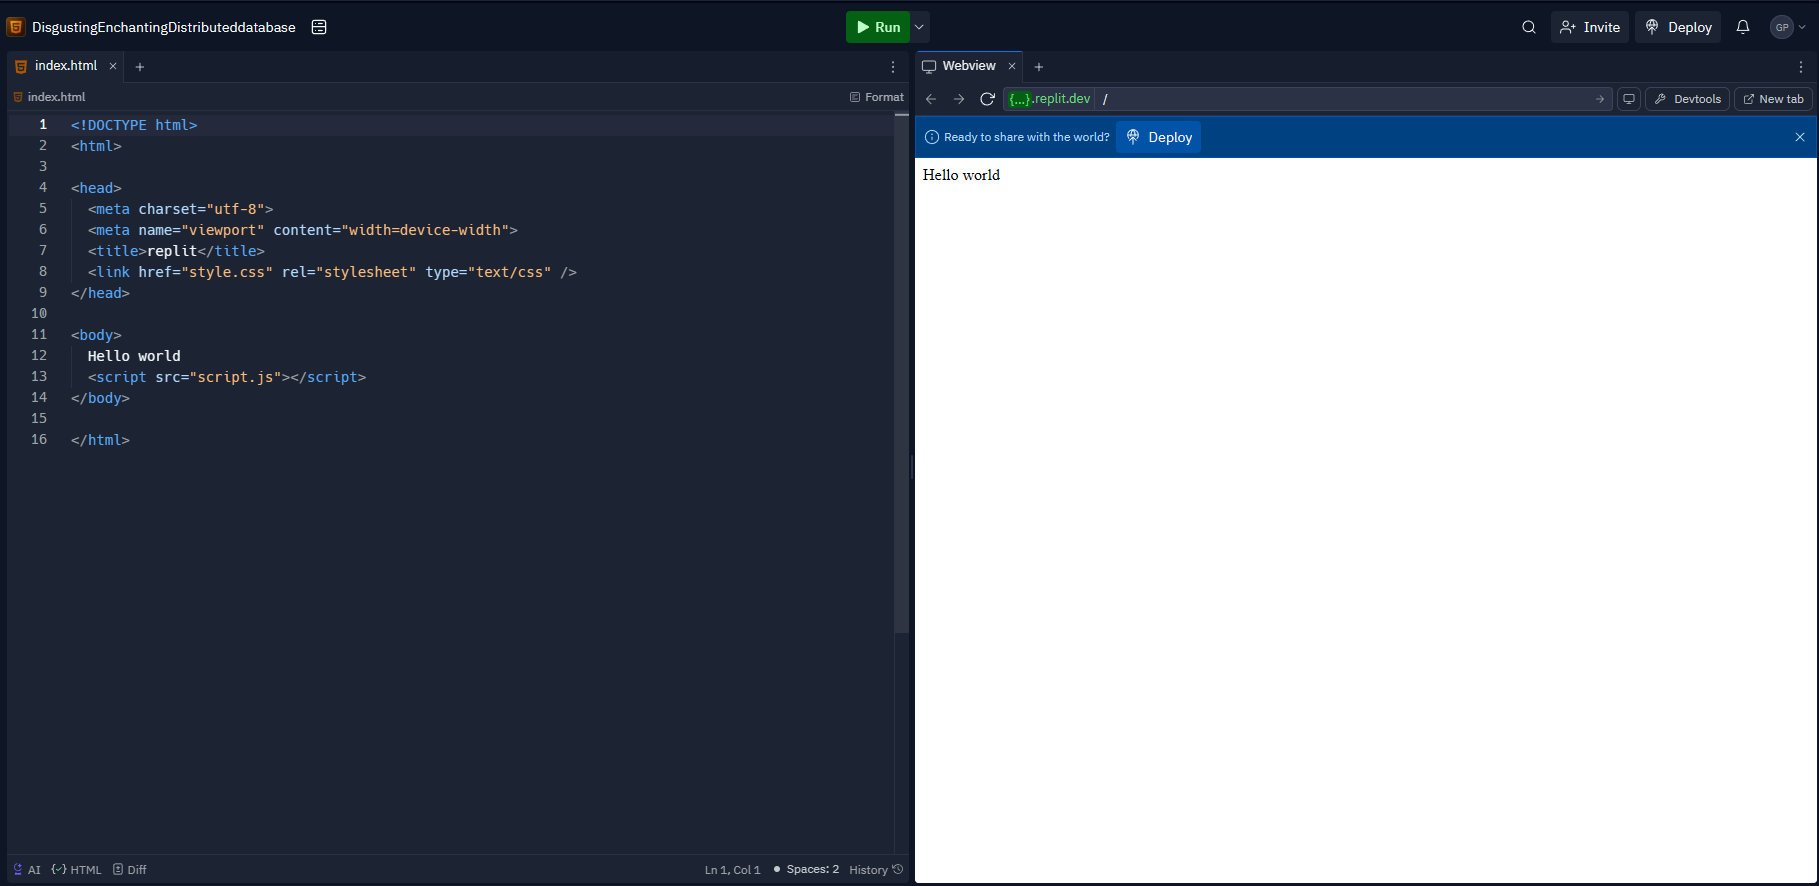 DisgustingEnchantingDistributeddatabase
Run
Invite
Deploy
GP
index.html
index.html
Format
1 <!DOCTYPE html>
2 <html>
3
4 <head>
5 <meta charset="utf-8">
6 <meta name="viewport" content="width=device-width">
7 <title>replit</title>
8 <link href="style.css" rel="stylesheet" type="text/css" />
9 </head>
10
11 <body>
12 Hello world
13 <script src="script.js"></script>
14 </body>
15
16 </html>
AI HTML Diff
Ln 1, Col 1 Spaces: 2 History
Webview
{...}.replit.dev /
Devtools
New tab
Ready to share with the world? Deploy
Hello world